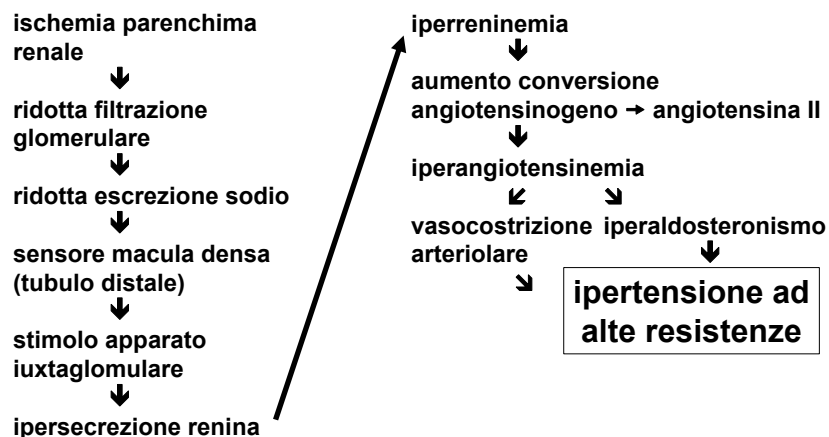 ischemia parenchima
renale
ridotta filtrazione
glomerulare
ridotta escrezione sodio
sensore macula densa
(tubulo distale)
stimolo apparato
iuxtaglomulare
ipersecrezione renina
iperreninemia
aumento conversione
angiotensinogeno → angiotensina II
iperangiotensinemia
vasocostrizione
arteriolare
iperaldosteronismo
ipertensione ad
alte resistenze